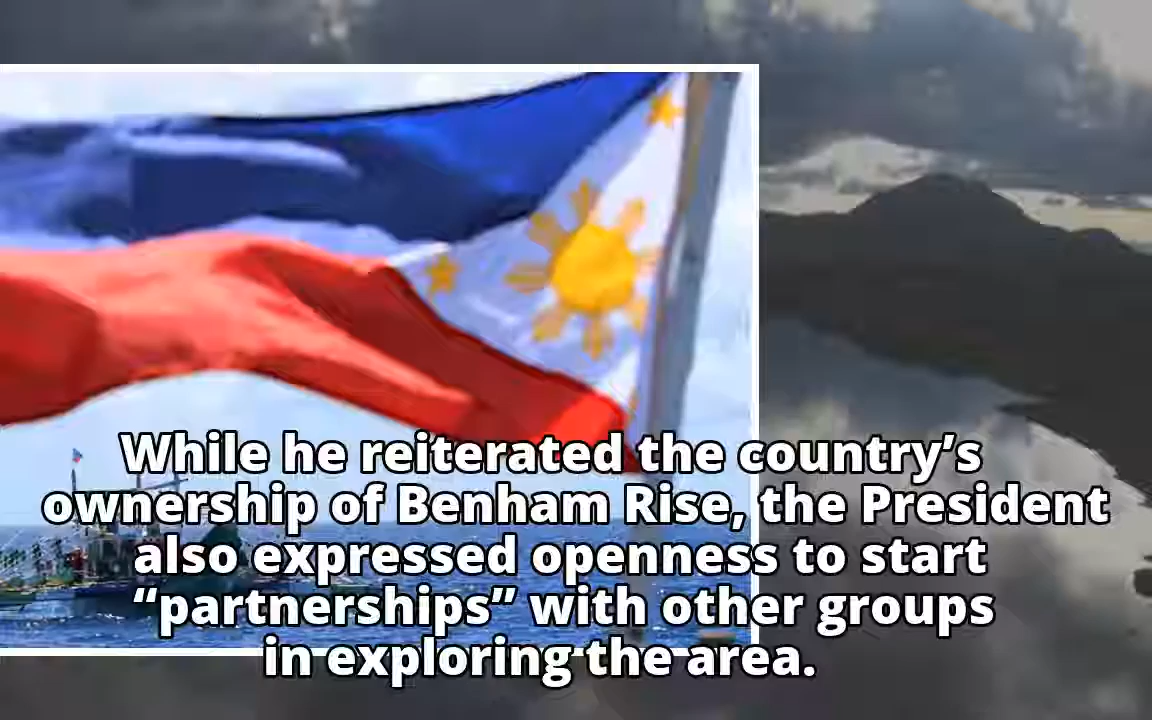 While he reiterated the country’s
ownership of Benham Rise, the President
also expressed openness to start
“partnerships” with other groups
in exploring the area.